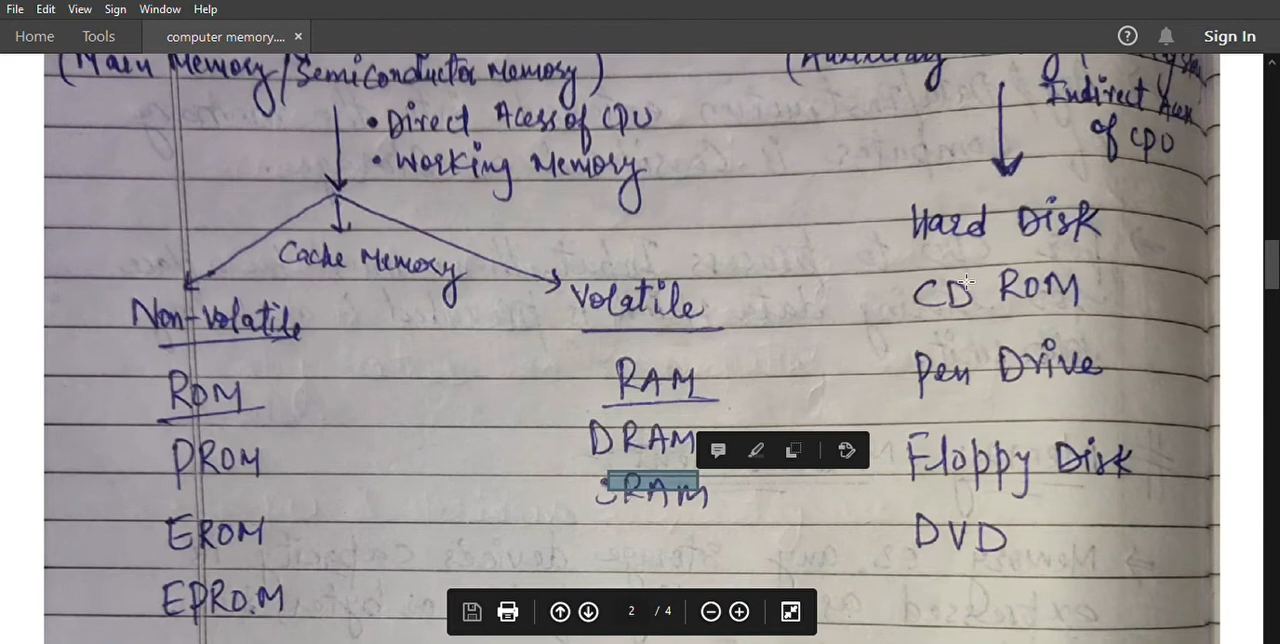 File Edit View Sign Window Help
Home Tools computer memory.... × Sign In
(Main Memory/Semiconductor Memory)
(Auxiliary
• Direct Acess of CPU
• Working Memory
Indirect
of CPU
Cache Memory
Non-Volatile
Volatile
ROM
PROM
EROM
EPROM
RAM
DRAM
SRAM
Hard Disk
CD ROM
Pen Drive
Floppy Disk
DVD
2 / 4